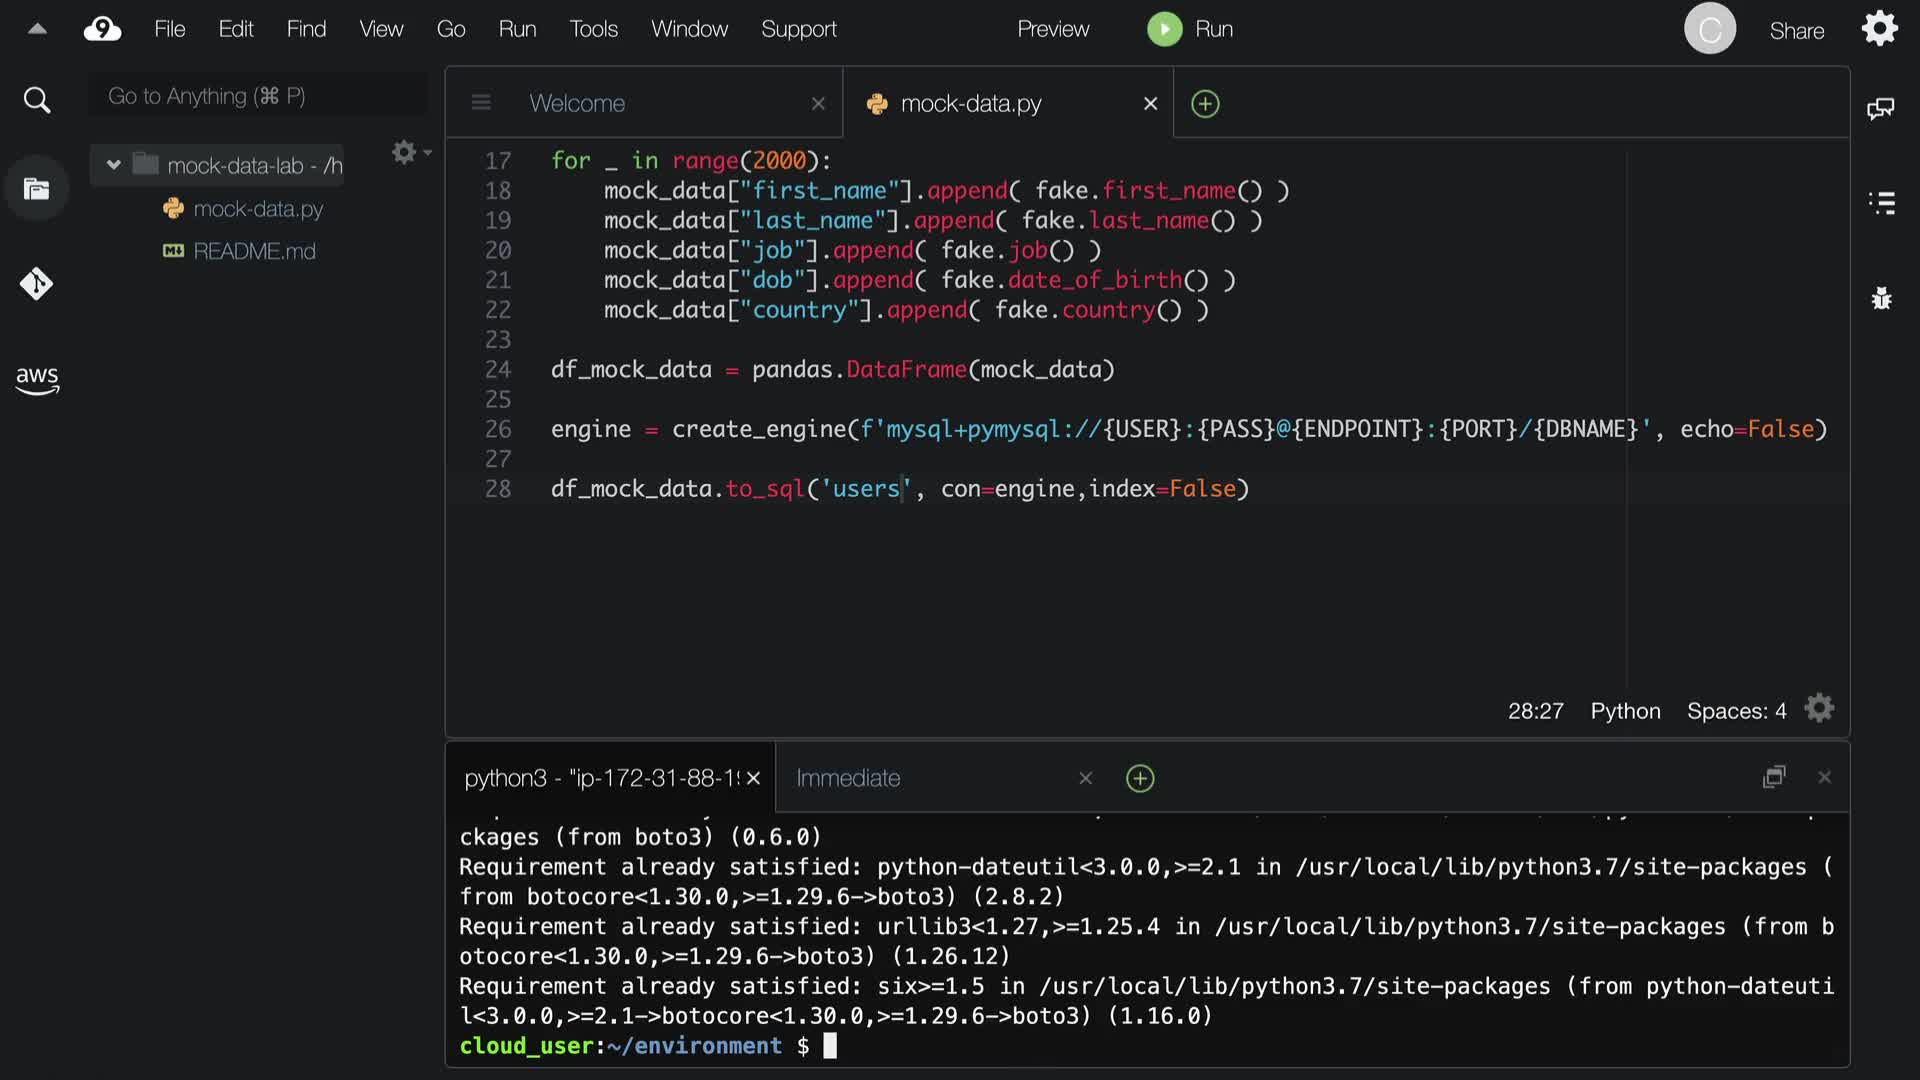 File Edit Find View Go Run Tools Window Support Preview Run C Share
Go to Anything (⌘ P)
mock-data-lab - /h
mock-data.py
README.md
aws
Welcome
mock-data.py
17 for _ in range(2000):
18 mock_data["first_name"].append( fake.first_name() )
19 mock_data["last_name"].append( fake.last_name() )
20 mock_data["job"].append( fake.job() )
21 mock_data["dob"].append( fake.date_of_birth() )
22 mock_data["country"].append( fake.country() )
23
24 df_mock_data = pandas.DataFrame(mock_data)
25
26 engine = create_engine(f'mysql+pymysql://{USER}:{PASS}@{ENDPOINT}:{PORT}/{DBNAME}', echo=False)
27
28 df_mock_data.to_sql('users', con=engine,index=False)
28:27 Python Spaces: 4
python3 - "ip-172-31-88-1
Immediate
ckages (from boto3) (0.6.0)
Requirement already satisfied: python-dateutil<3.0.0,>=2.1 in /usr/local/lib/python3.7/site-packages (
from botocore<1.30.0,>=1.29.6->boto3) (2.8.2)
Requirement already satisfied: urllib3<1.27,>=1.25.4 in /usr/local/lib/python3.7/site-packages (from b
otocore<1.30.0,>=1.29.6->boto3) (1.26.12)
Requirement already satisfied: six>=1.5 in /usr/local/lib/python3.7/site-packages (from python-dateuti
l<3.0.0,>=2.1->botocore<1.30.0,>=1.29.6->boto3) (1.16.0)
cloud_user:~/environment $